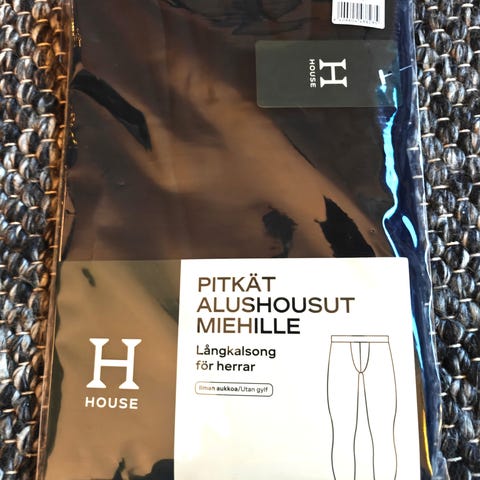 H
HOUSE
L
PITKÄT
ALUSHOUSUT
MIEHILLE
Långkalsong
för herrar
Ilman aukkoa/Utan gylf
H
HOUSE